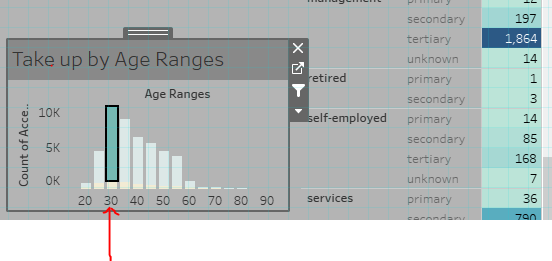 management primary 12
secondary 197
tertiary 1,864
unknown 14
retired primary 1
secondary 3
self-employed primary 14
secondary 85
tertiary 168
unknown 7
services primary 36
secondary 790
Take up by Age Ranges
Age Ranges
Count of Acce..
10K
5K
0K
20 30 40 50 60 70 80 90